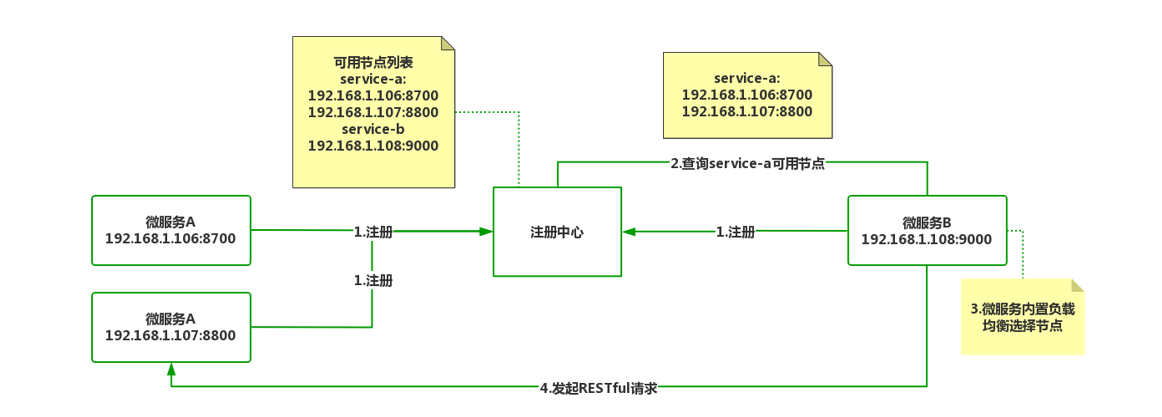 可用节点列表
service-a:
192.168.1.106:8700
192.168.1.107:8800
service-b
192.168.1.108:9000
service-a:
192.168.1.106:8700
192.168.1.107:8800
2.查询service-a可用节点
微服务A
192.168.1.106:8700
1.注册
注册中心
1.注册
微服务B
192.168.1.108:9000
1.注册
微服务A
192.168.1.107:8800
3.微服务内置负载
均衡选择节点
4.发起RESTful请求